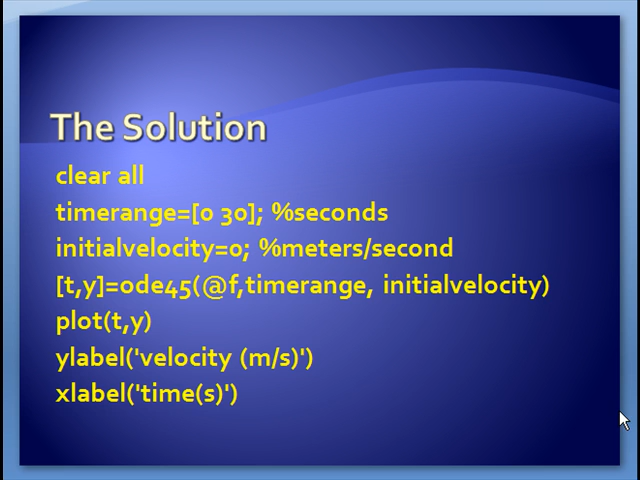 The Solution
clear all
timerange=[0 30]; %seconds
initialvelocity=0; %meters/second
[t,y]=ode45(@f,timerange, initialvelocity)
plot(t,y)
ylabel('velocity (m/s)')
xlabel('time(s)')